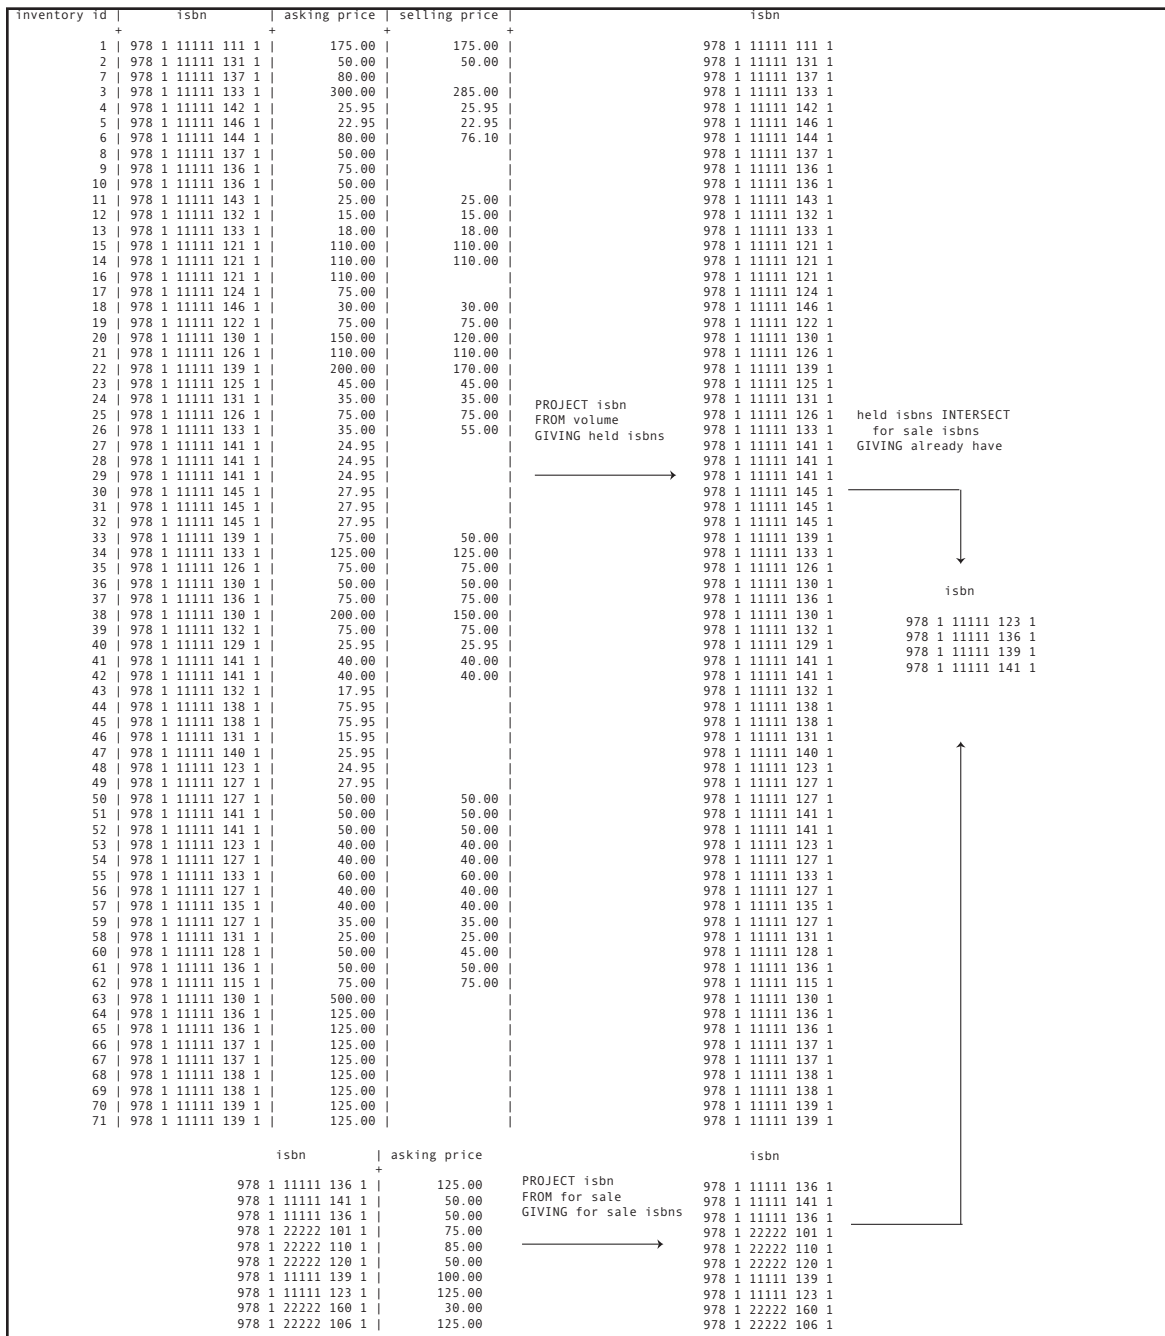 inventory id | isbn | asking price | selling price | isbn
+ + + +
1 | 978 1 11111 111 1 | 175.00 | 175.00 | 978 1 11111 111 1
2 | 978 1 11111 131 1 | 50.00 | 50.00 | 978 1 11111 131 1
7 | 978 1 11111 137 1 | 80.00 | | 978 1 11111 137 1
3 | 978 1 11111 133 1 | 300.00 | 285.00 | 978 1 11111 133 1
4 | 978 1 11111 142 1 | 25.95 | 25.95 | 978 1 11111 142 1
5 | 978 1 11111 146 1 | 22.95 | 22.95 | 978 1 11111 146 1
6 | 978 1 11111 144 1 | 80.00 | 76.10 | 978 1 11111 144 1
8 | 978 1 11111 137 1 | 50.00 | | 978 1 11111 137 1
9 | 978 1 11111 136 1 | 75.00 | | 978 1 11111 136 1
10 | 978 1 11111 136 1 | 50.00 | | 978 1 11111 136 1
11 | 978 1 11111 143 1 | 25.00 | 25.00 | 978 1 11111 143 1
12 | 978 1 11111 132 1 | 15.00 | 15.00 | 978 1 11111 132 1
13 | 978 1 11111 133 1 | 18.00 | 18.00 | 978 1 11111 133 1
15 | 978 1 11111 121 1 | 110.00 | 110.00 | 978 1 11111 121 1
14 | 978 1 11111 121 1 | 110.00 | 110.00 | 978 1 11111 121 1
16 | 978 1 11111 121 1 | 110.00 | | 978 1 11111 121 1
17 | 978 1 11111 124 1 | 75.00 | | 978 1 11111 124 1
18 | 978 1 11111 146 1 | 30.00 | 30.00 | 978 1 11111 146 1
19 | 978 1 11111 122 1 | 75.00 | 75.00 | 978 1 11111 122 1
20 | 978 1 11111 130 1 | 150.00 | 120.00 | 978 1 11111 130 1
21 | 978 1 11111 126 1 | 110.00 | 110.00 | 978 1 11111 126 1
22 | 978 1 11111 139 1 | 200.00 | 170.00 | 978 1 11111 139 1
23 | 978 1 11111 125 1 | 45.00 | 45.00 | 978 1 11111 125 1
24 | 978 1 11111 131 1 | 35.00 | 35.00 | 978 1 11111 131 1
25 | 978 1 11111 126 1 | 75.00 | 75.00 | 978 1 11111 126 1
26 | 978 1 11111 133 1 | 35.00 | 55.00 | 978 1 11111 133 1
27 | 978 1 11111 141 1 | 24.95 | | 978 1 11111 141 1
28 | 978 1 11111 141 1 | 24.95 | | 978 1 11111 141 1
29 | 978 1 11111 141 1 | 24.95 | | 978 1 11111 141 1
30 | 978 1 11111 145 1 | 27.95 | | 978 1 11111 145 1
31 | 978 1 11111 145 1 | 27.95 | | 978 1 11111 145 1
32 | 978 1 11111 145 1 | 27.95 | | 978 1 11111 145 1
33 | 978 1 11111 139 1 | 75.00 | 50.00 | 978 1 11111 139 1
34 | 978 1 11111 133 1 | 125.00 | 125.00 | 978 1 11111 133 1
35 | 978 1 11111 126 1 | 75.00 | 75.00 | 978 1 11111 126 1
36 | 978 1 11111 130 1 | 50.00 | 50.00 | 978 1 11111 130 1
37 | 978 1 11111 136 1 | 75.00 | 75.00 | 978 1 11111 136 1
38 | 978 1 11111 130 1 | 200.00 | 150.00 | 978 1 11111 130 1
39 | 978 1 11111 132 1 | 75.00 | 75.00 | 978 1 11111 132 1
40 | 978 1 11111 129 1 | 25.95 | 25.95 | 978 1 11111 129 1
41 | 978 1 11111 141 1 | 40.00 | 40.00 | 978 1 11111 141 1
42 | 978 1 11111 141 1 | 40.00 | 40.00 | 978 1 11111 141 1
43 | 978 1 11111 132 1 | 17.95 | | 978 1 11111 132 1
44 | 978 1 11111 138 1 | 75.95 | | 978 1 11111 138 1
45 | 978 1 11111 138 1 | 75.95 | | 978 1 11111 138 1
46 | 978 1 11111 131 1 | 15.95 | | 978 1 11111 131 1
47 | 978 1 11111 140 1 | 25.95 | | 978 1 11111 140 1
48 | 978 1 11111 123 1 | 24.95 | | 978 1 11111 123 1
49 | 978 1 11111 127 1 | 27.95 | | 978 1 11111 127 1
50 | 978 1 11111 127 1 | 50.00 | 50.00 | 978 1 11111 127 1
51 | 978 1 11111 141 1 | 50.00 | 50.00 | 978 1 11111 141 1
52 | 978 1 11111 141 1 | 50.00 | 50.00 | 978 1 11111 141 1
53 | 978 1 11111 123 1 | 40.00 | 40.00 | 978 1 11111 123 1
54 | 978 1 11111 127 1 | 40.00 | 40.00 | 978 1 11111 127 1
55 | 978 1 11111 133 1 | 60.00 | 60.00 | 978 1 11111 133 1
56 | 978 1 11111 127 1 | 40.00 | 40.00 | 978 1 11111 127 1
57 | 978 1 11111 135 1 | 40.00 | 40.00 | 978 1 11111 135 1
59 | 978 1 11111 127 1 | 35.00 | 35.00 | 978 1 11111 127 1
58 | 978 1 11111 131 1 | 25.00 | 25.00 | 978 1 11111 131 1
60 | 978 1 11111 128 1 | 50.00 | 45.00 | 978 1 11111 128 1
61 | 978 1 11111 136 1 | 50.00 | 50.00 | 978 1 11111 136 1
62 | 978 1 11111 115 1 | 75.00 | 75.00 | 978 1 11111 115 1
63 | 978 1 11111 130 1 | 500.00 | | 978 1 11111 130 1
64 | 978 1 11111 136 1 | 125.00 | | 978 1 11111 136 1
65 | 978 1 11111 136 1 | 125.00 | | 978 1 11111 136 1
66 | 978 1 11111 137 1 | 125.00 | | 978 1 11111 137 1
67 | 978 1 11111 137 1 | 125.00 | | 978 1 11111 137 1
68 | 978 1 11111 138 1 | 125.00 | | 978 1 11111 138 1
69 | 978 1 11111 138 1 | 125.00 | | 978 1 11111 138 1
70 | 978 1 11111 139 1 | 125.00 | | 978 1 11111 139 1
71 | 978 1 11111 139 1 | 125.00 | | 978 1 11111 139 1
PROJECT isbn
FROM volume
GIVING held isbns
held isbns INTERSECT
for sale isbns
GIVING already have
isbn
978 1 11111 123 1
978 1 11111 136 1
978 1 11111 139 1
978 1 11111 141 1
isbn | asking price
+
978 1 11111 136 1 | 125.00
978 1 11111 141 1 | 50.00
978 1 11111 136 1 | 50.00
978 1 22222 101 1 | 75.00
978 1 22222 110 1 | 85.00
978 1 22222 120 1 | 50.00
978 1 11111 139 1 | 100.00
978 1 11111 123 1 | 125.00
978 1 22222 160 1 | 30.00
978 1 22222 106 1 | 125.00
PROJECT isbn
FROM for sale
GIVING for sale isbns
isbn
978 1 11111 136 1
978 1 11111 141 1
978 1 11111 136 1
978 1 22222 101 1
978 1 22222 110 1
978 1 22222 120 1
978 1 11111 139 1
978 1 11111 123 1
978 1 22222 160 1
978 1 22222 106 1